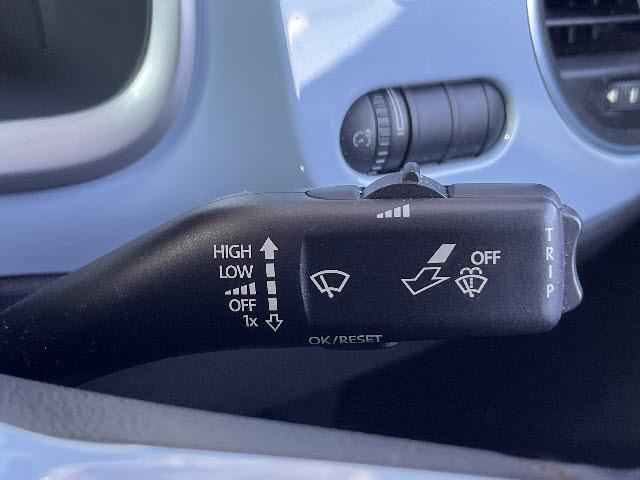 HIGH
LOW
OFF
1x
OFF
TRIP
OK/RESET